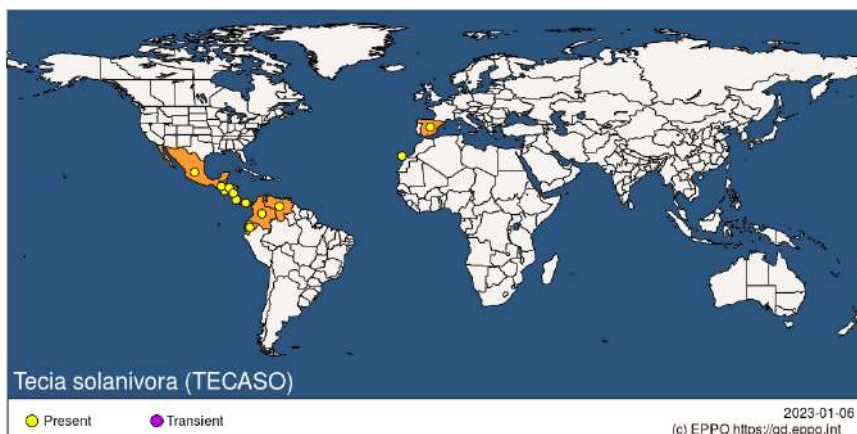 Tecia solanivora (TECASO)
Present
Transient
2023-01-06
(c) EPPO https://gd.eppo.int